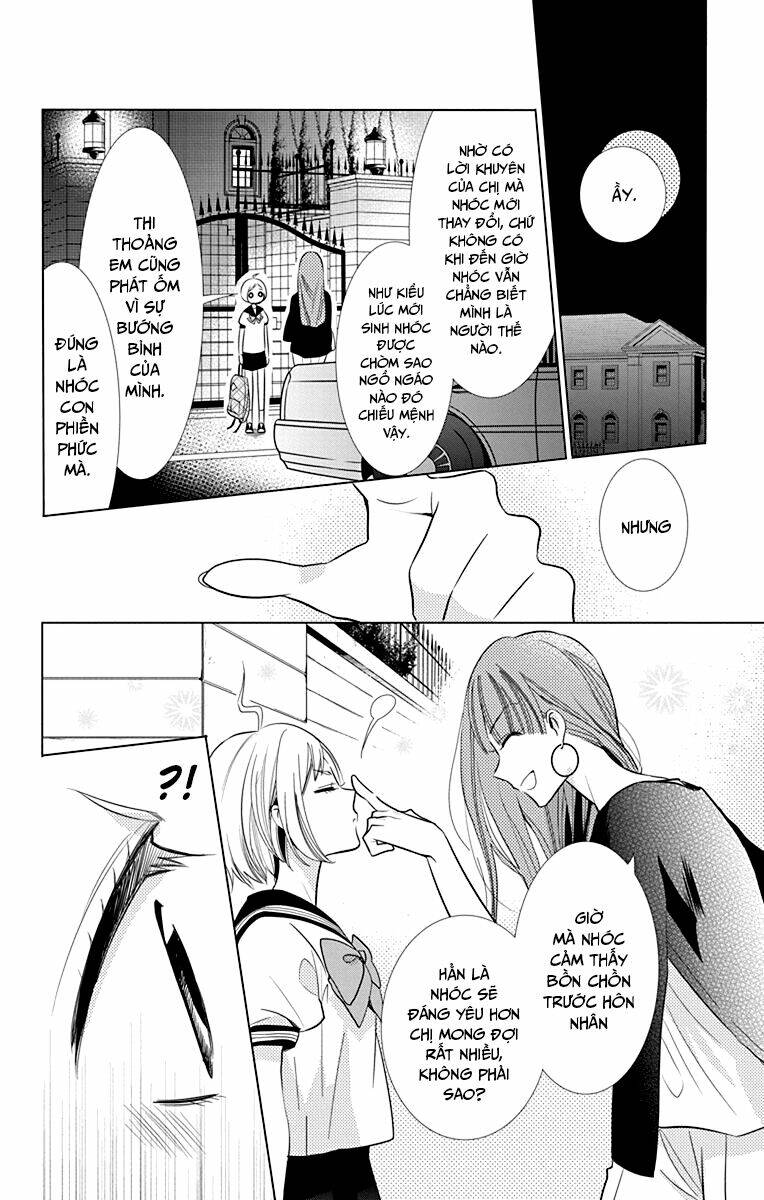 ẦY.
NHỜ CÓ
LỜI KHUYÊN
CỦA CHỊ MÀ
NHÓC MỚI
THAY ĐỔI, CHỨ
KHÔNG CÓ
KHI ĐẾN GIỜ
NHÓC VẪN
CHẲNG BIẾT
MÌNH LÀ
NGƯỜI THẾ
NÀO.
NHƯ KIỂU
LÚC MỚI
SINH NHÓC
ĐƯỢC
CHÒM SAO
NGỔ NGÁO
NÀO ĐÓ
CHIẾU MỆNH
VẬY.
THI
THOẢNG
EM CŨNG
PHÁT ỐM
VÌ SỰ
BƯỚNG
BỈNH CỦA
MÌNH.
ĐÚNG
LÀ NHÓC
CON
PHIỀN
PHỨC
MÀ.
NHƯNG
GIỜ
MÀ NHÓC
CẢM THẤY
BỒN CHỒN
TRƯỚC HÔN
NHÂN
HẲN LÀ
NHÓC SẼ
ĐÁNG YÊU HƠN
CHỊ MONG ĐỢI
RẤT NHIỀU,
KHÔNG PHẢI
SAO?
?!